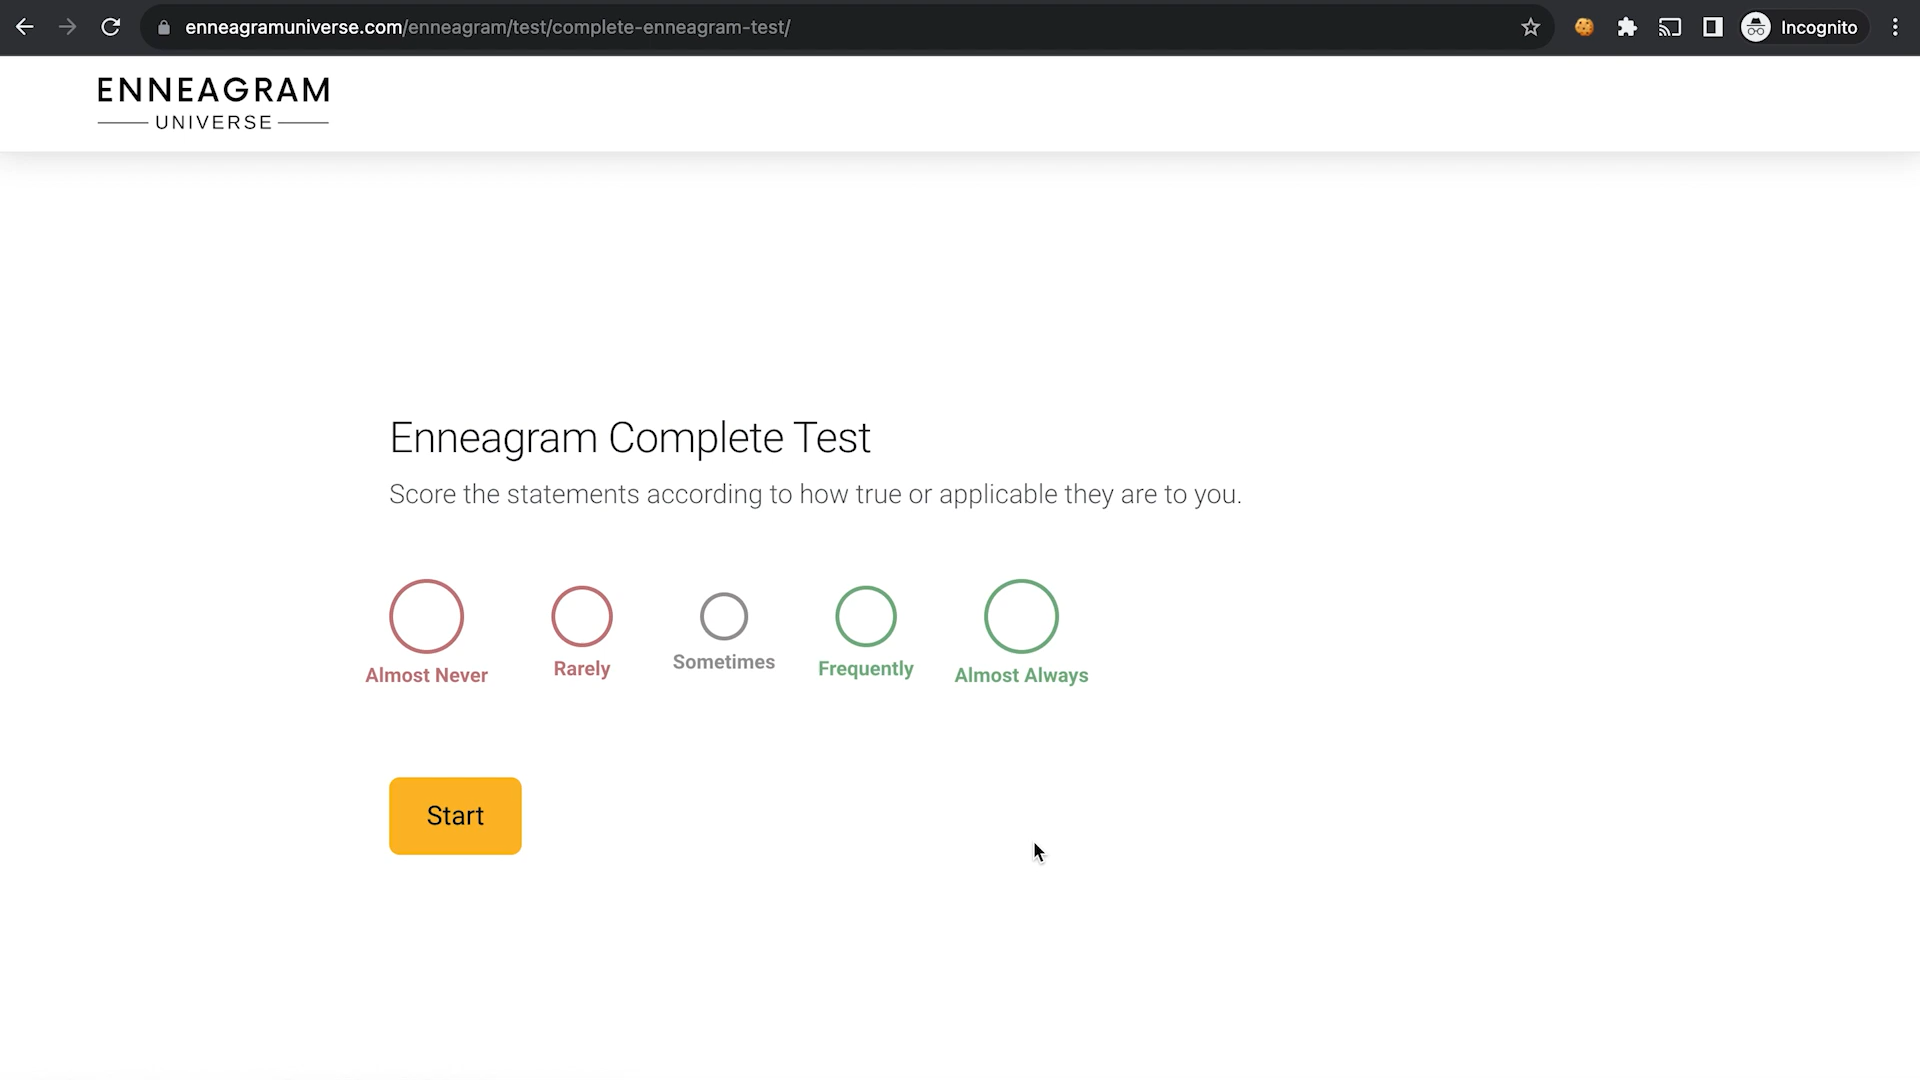 enneagramuniverse.com/enneagram/test/complete-enneagram-test/
Incognito
ENNEAGRAM
UNIVERSE
Enneagram Complete Test
Score the statements according to how true or applicable they are to you.
Almost Never
Rarely
Sometimes
Frequently
Almost Always
Start